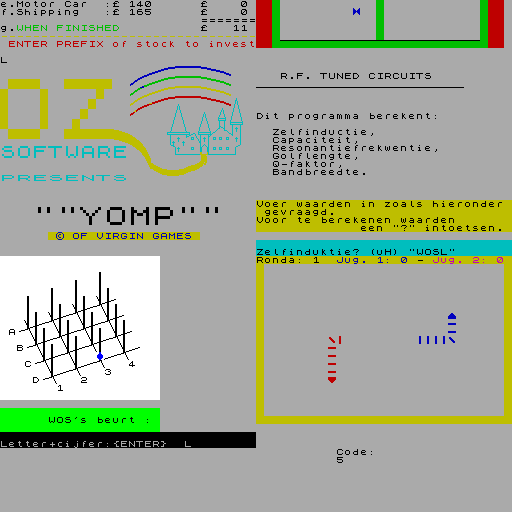 e.Motor Car  :£ 140      £    0
f.Shipping   :£ 165      £    0
=======
g.WHEN FINISHED          £   11
ENTER PREFIX of stock to invest
L
OZ
SOFTWARE
PRESENTS
""YOMP""
© OF VIRGIN GAMES
A
B
C
D
1
2
3
4
WOS's beurt :
Letter+cijfer:{ENTER}  L
R.F. TUNED CIRCUITS
Dit programma berekent:
Zelfinductie,
Capaciteit,
Resonantiefrekwentie,
Golflengte,
Q-faktor,
Bandbreedte.
Voer waarden in zoals hieronder
gevraagd.
Voor te berekenen waarden
een "?" intoetsen.
Zelfinduktie? (uH) "WOSL"
Ronda: 1  Jug. 1: 0 - Jug. 2: 0
Code:
5